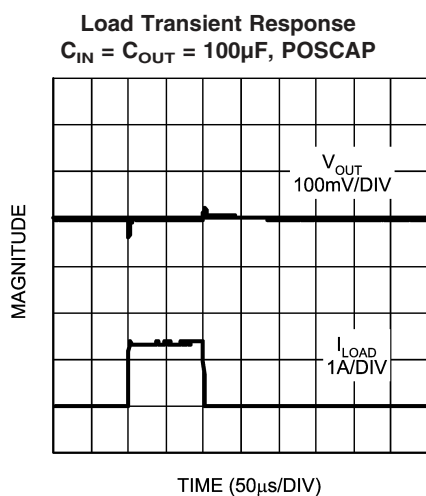 Load Transient Response
C_IN = C_OUT = 100μF, POSCAP
V_OUT
100mV/DIV
MAGNITUDE
I_LOAD
1A/DIV
TIME (50μs/DIV)